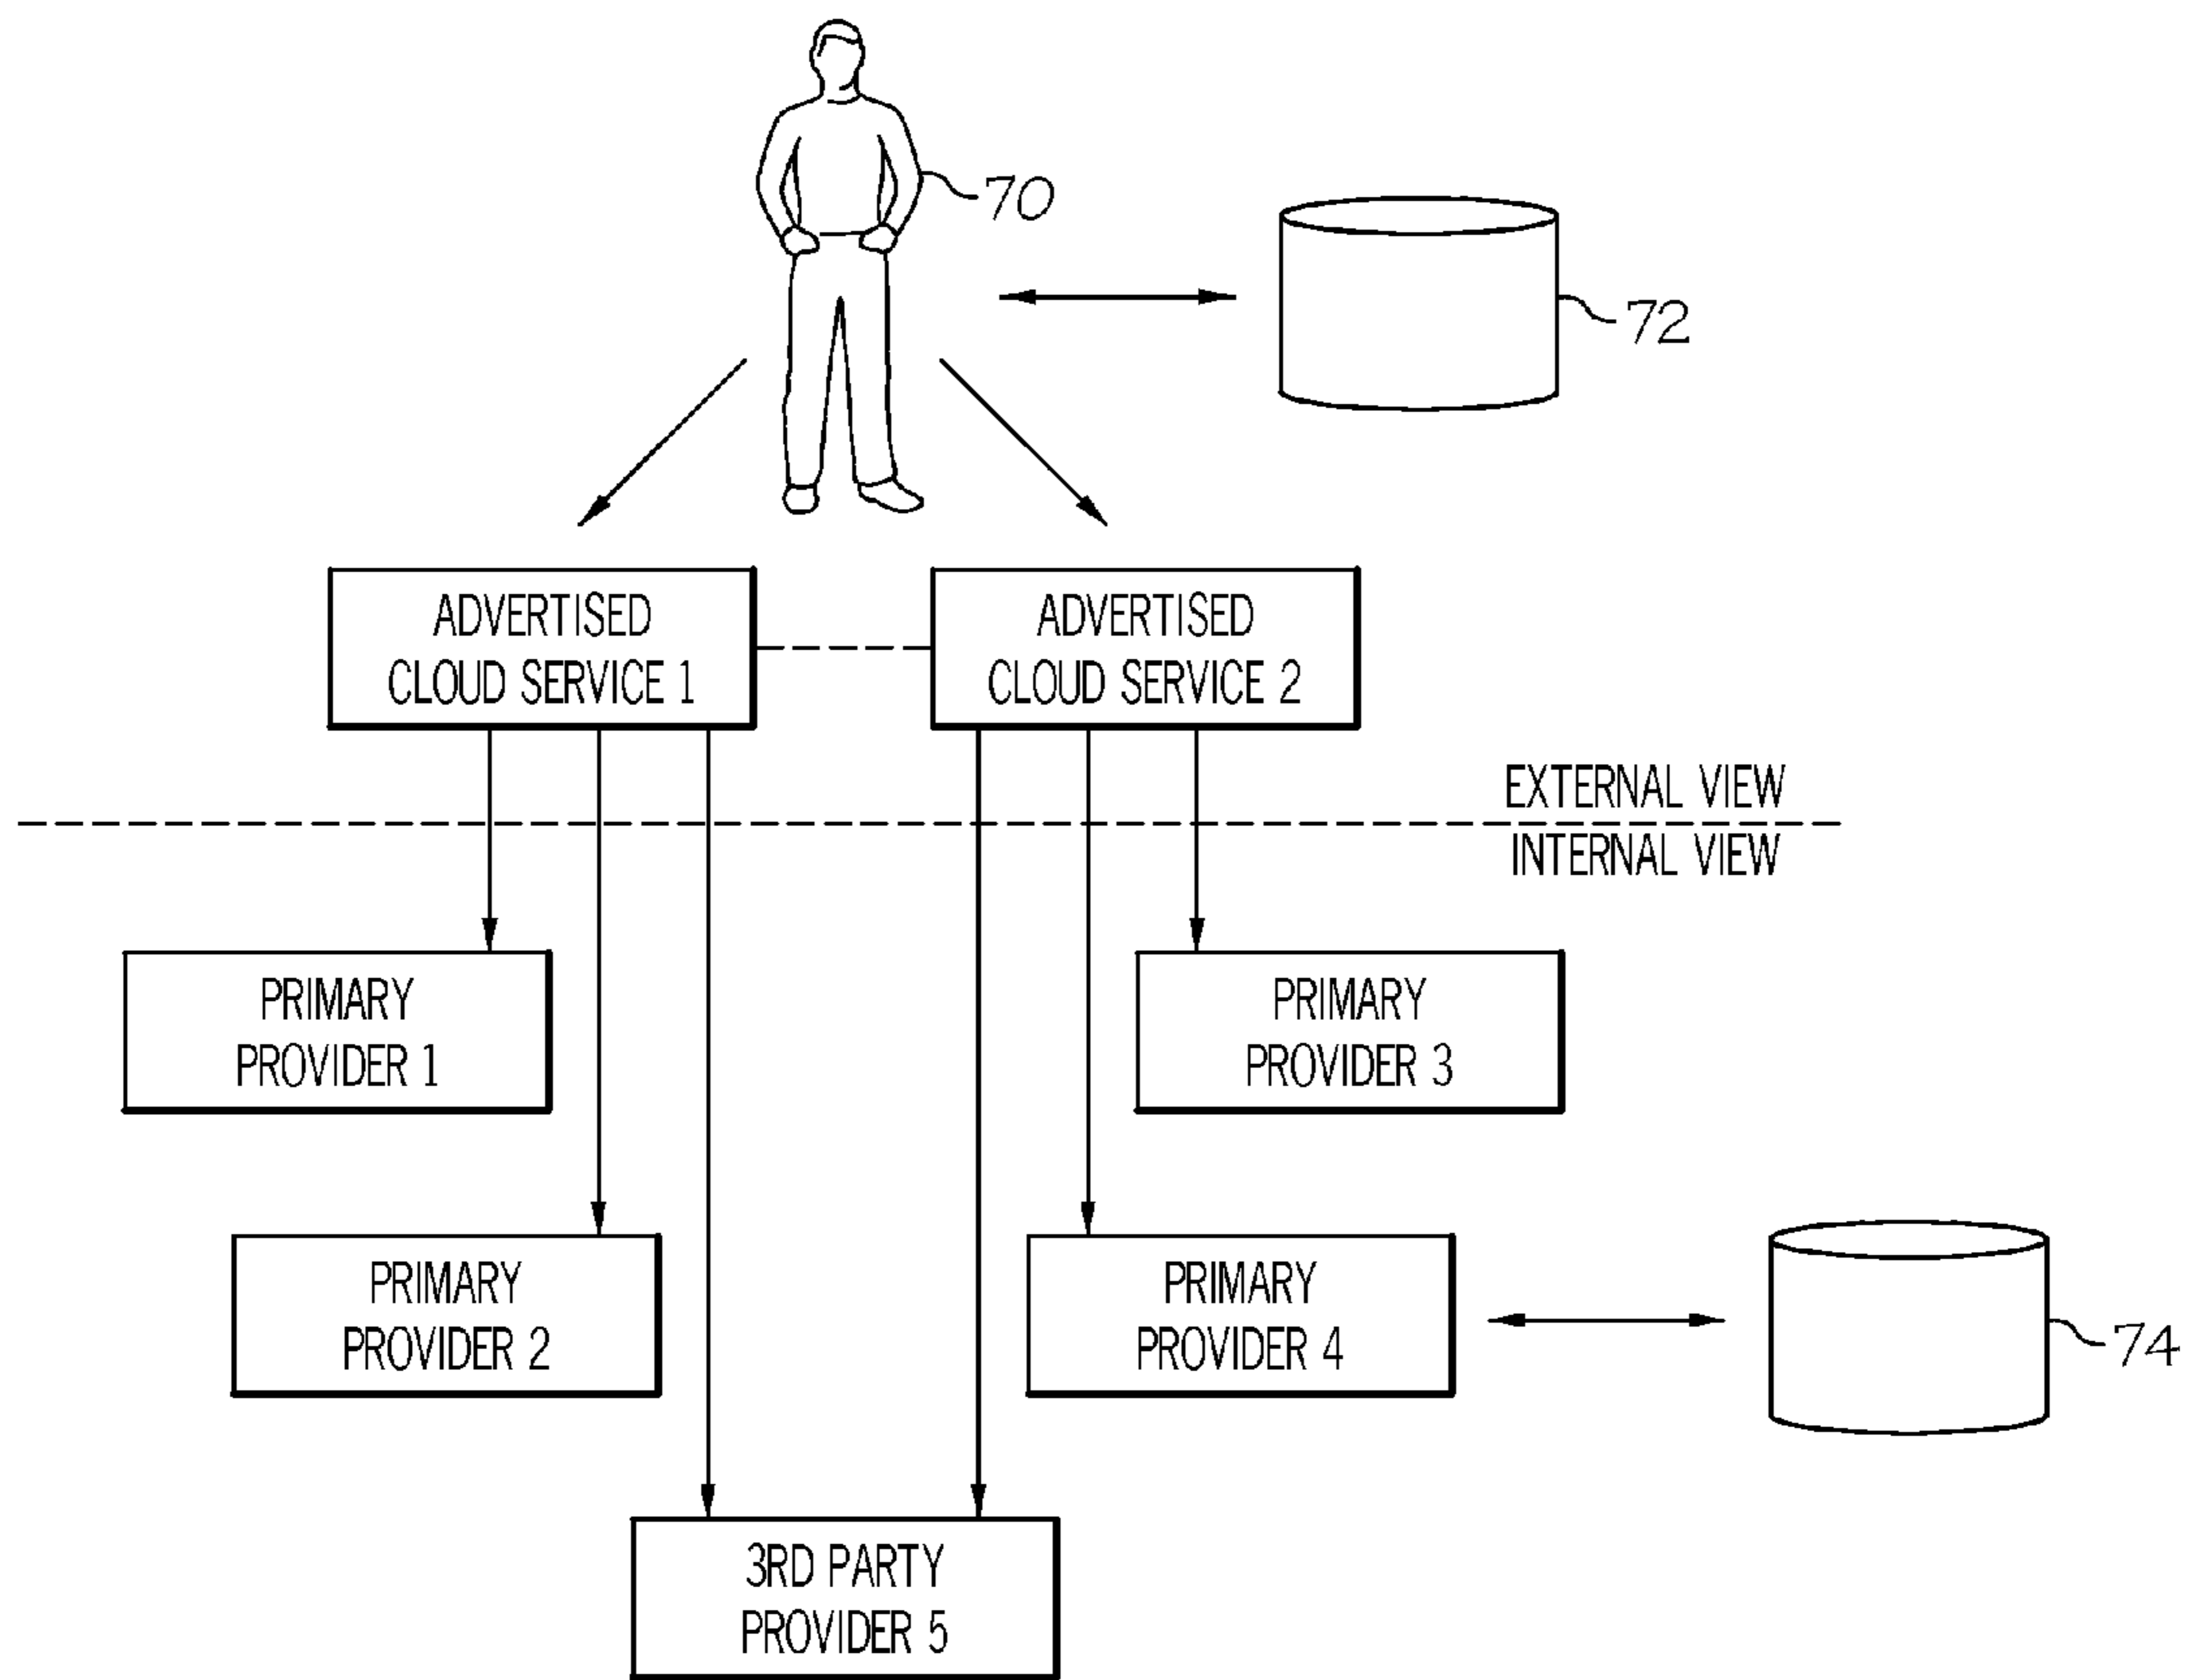 70
72
ADVERTISED
CLOUD SERVICE 1
ADVERTISED
CLOUD SERVICE 2
EXTERNAL VIEW
INTERNAL VIEW
PRIMARY
PROVIDER 1
PRIMARY
PROVIDER 3
PRIMARY
PROVIDER 2
PRIMARY
PROVIDER 4
74
3RD PARTY
PROVIDER 5